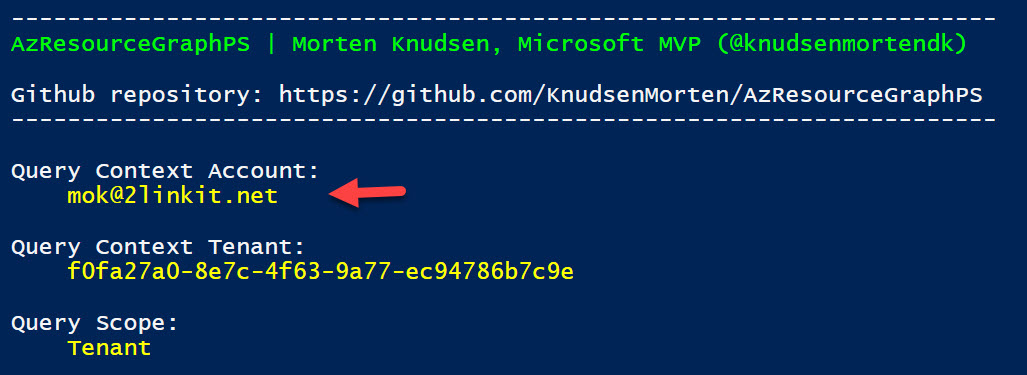 ----------------------------------------------------------------------
AzResourceGraphPS | Morten Knudsen, Microsoft MVP (@knudsenmortendk)
Github repository: https://github.com/KnudsenMorten/AzResourceGraphPS
----------------------------------------------------------------------
Query Context Account:
mok@2linkit.net
Query Context Tenant:
f0fa27a0-8e7c-4f63-9a77-ec94786b7c9e
Query Scope:
Tenant